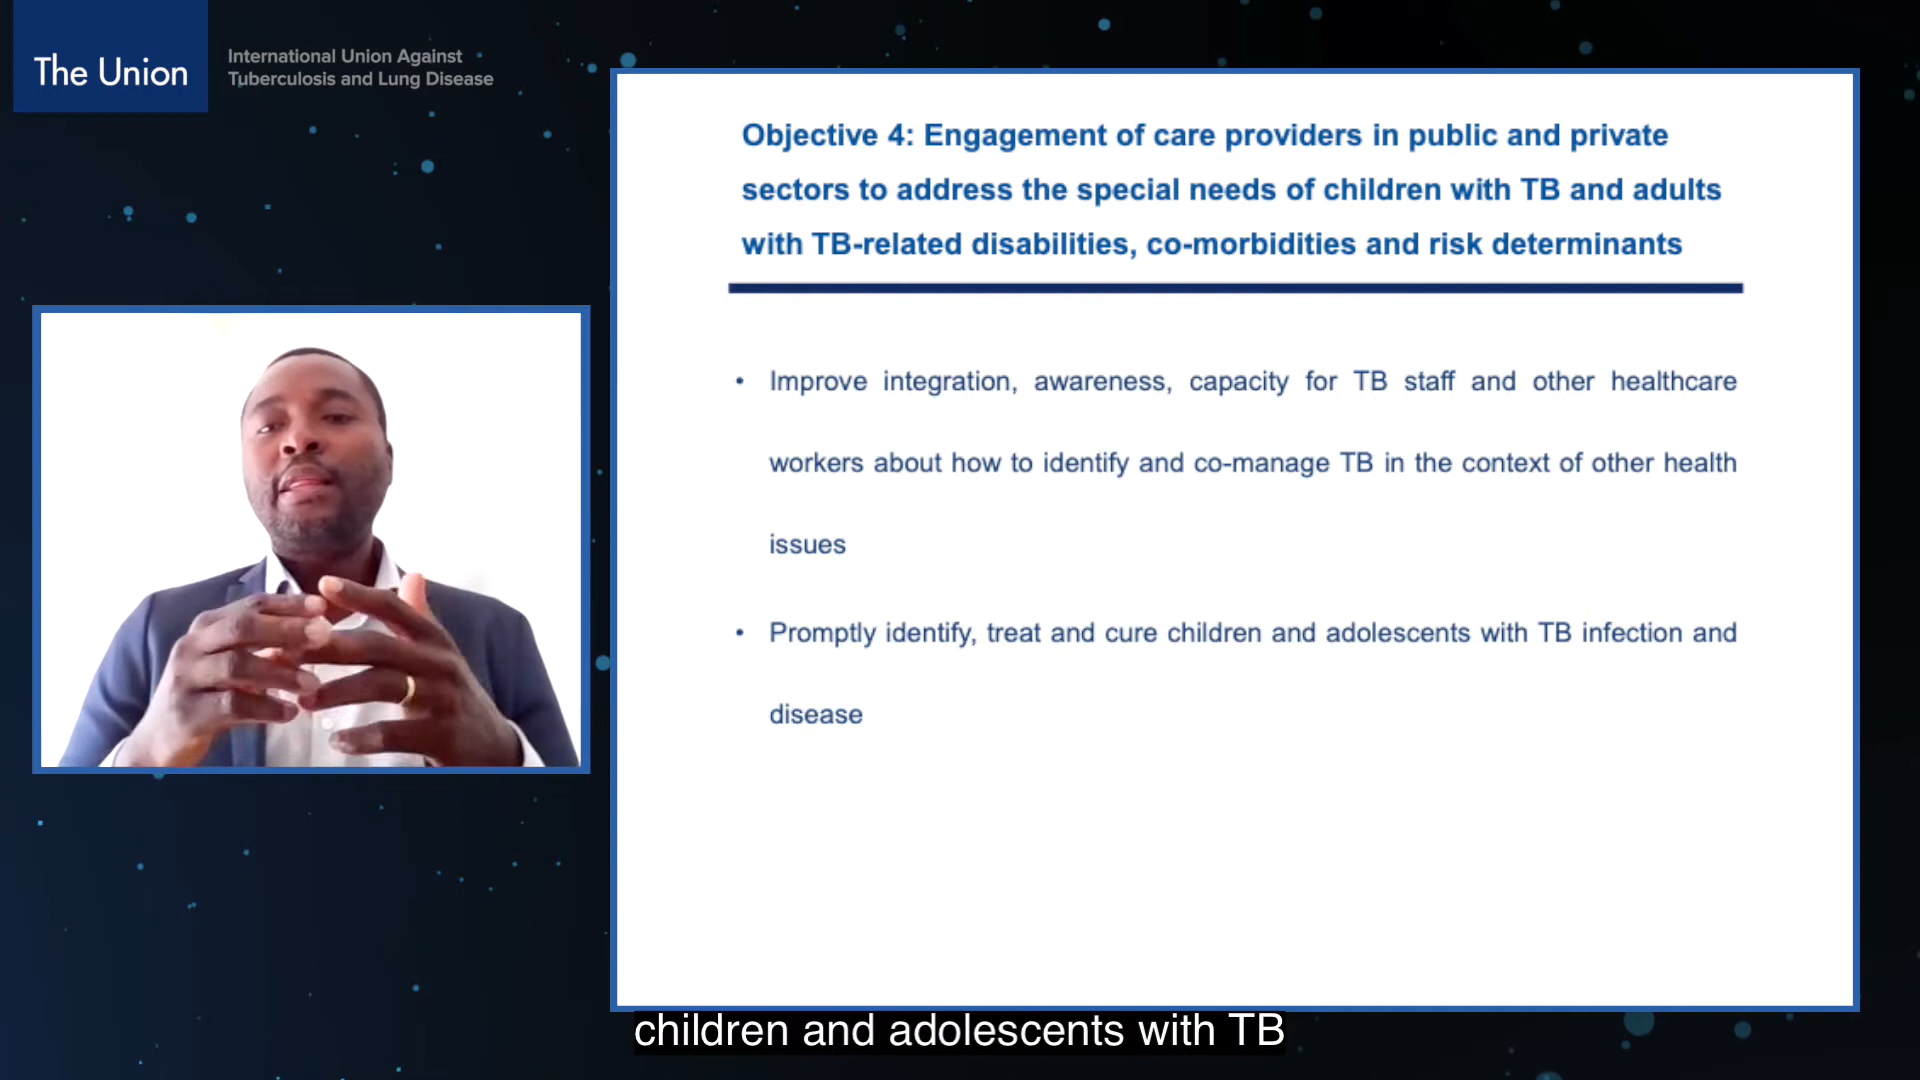 The Union
International Union Against
Tuberculosis and Lung Disease
Objective 4: Engagement of care providers in public and private
sectors to address the special needs of children with TB and adults
with TB-related disabilities, co-morbidities and risk determinants
• Improve integration, awareness, capacity for TB staff and other healthcare
workers about how to identify and co-manage TB in the context of other health
issues
• Promptly identify, treat and cure children and adolescents with TB infection and
disease
children and adolescents with TB